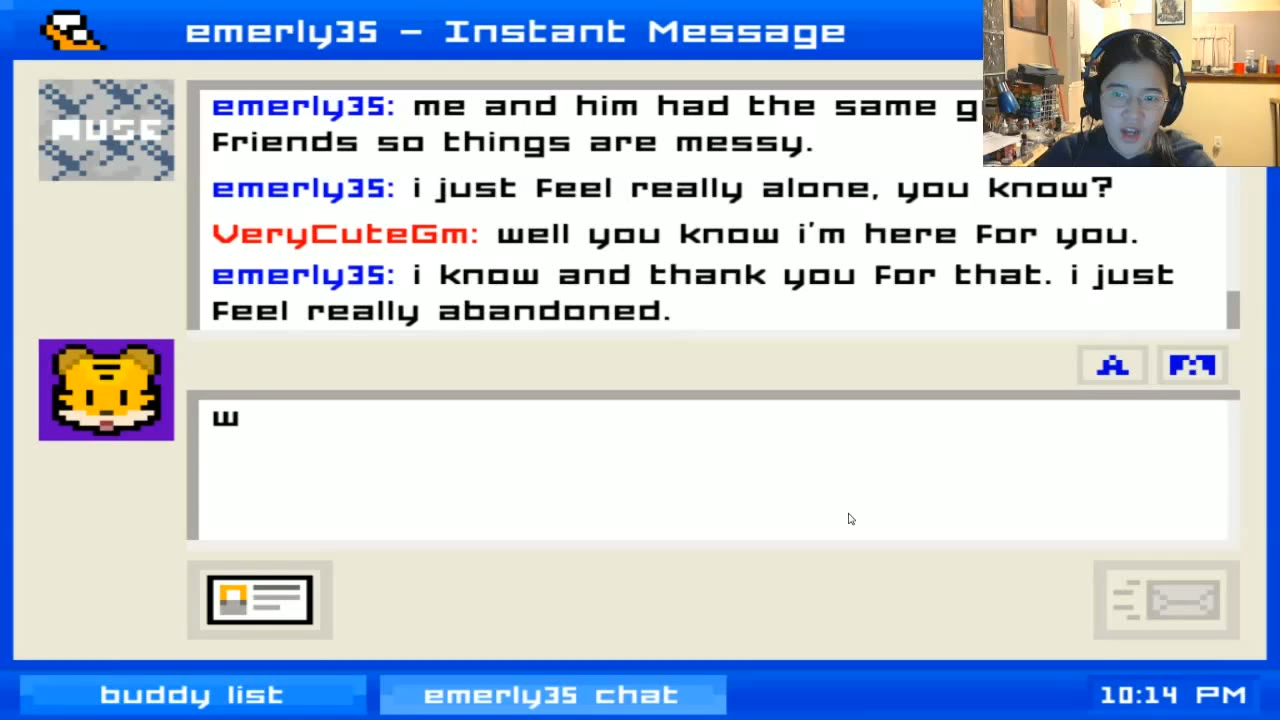 emerly35 - Instant Message
MUSE
emerly35: me and him had the same g
friends so things are messy.
emerly35: i just feel really alone, you know?
VeryCuteGm: well you know i'm here for you.
emerly35: i know and thank you for that. i just
feel really abandoned.
A M
w
buddy list
emerly35 chat
10:14 PM